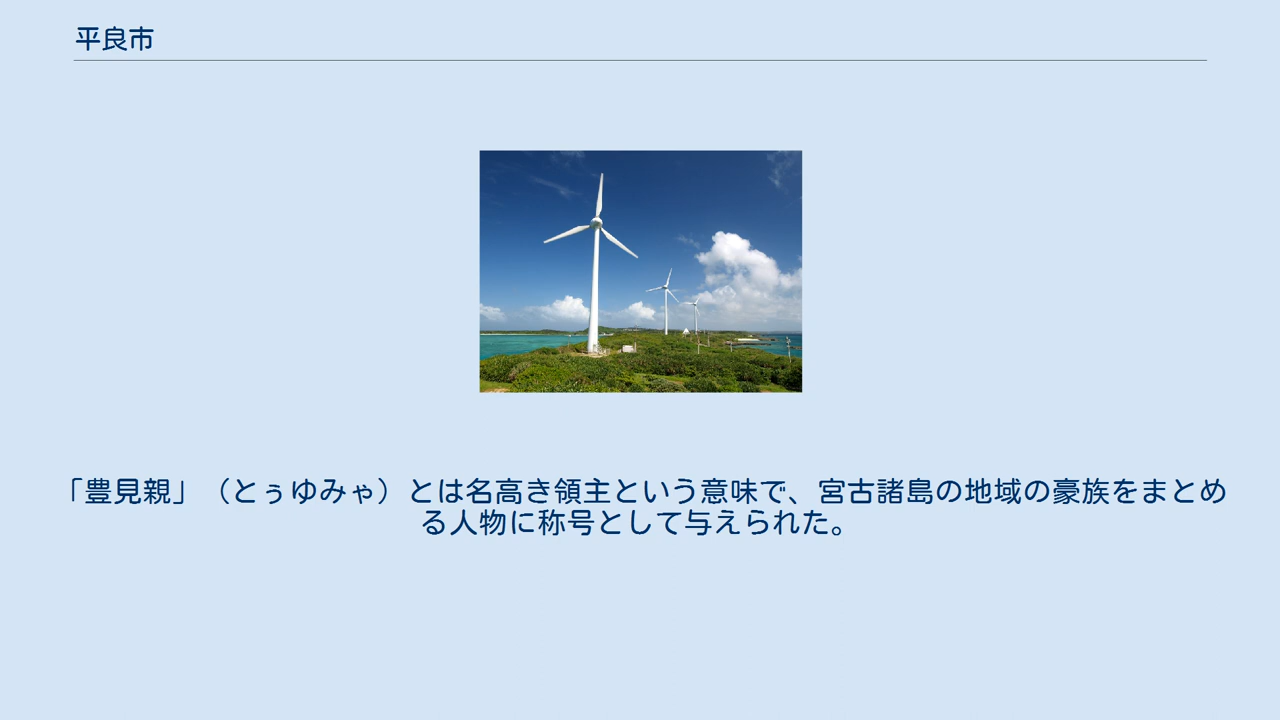 平良市
「豊見親」（とぅゆみゃ）とは名高き領主という意味で、宮古諸島の地域の豪族をまとめ
る人物に称号として与えられた。